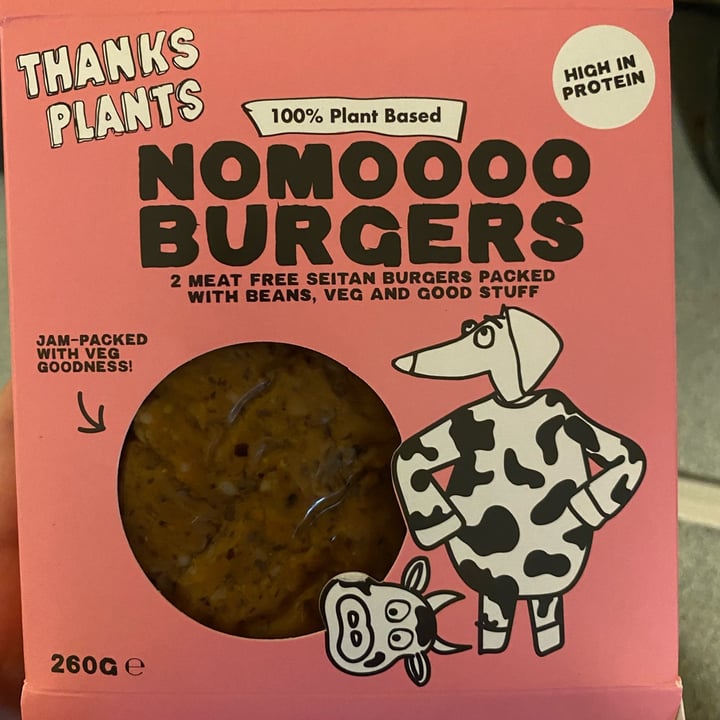 THANKS
PLANTS
HIGH IN
PROTEIN
100% Plant Based
NOMOOOO
BURGERS
2 MEAT FREE SEITAN BURGERS PACKED
WITH BEANS, VEG AND GOOD STUFF
JAM-PACKED
WITH VEG
GOODNESS!
260G ℮